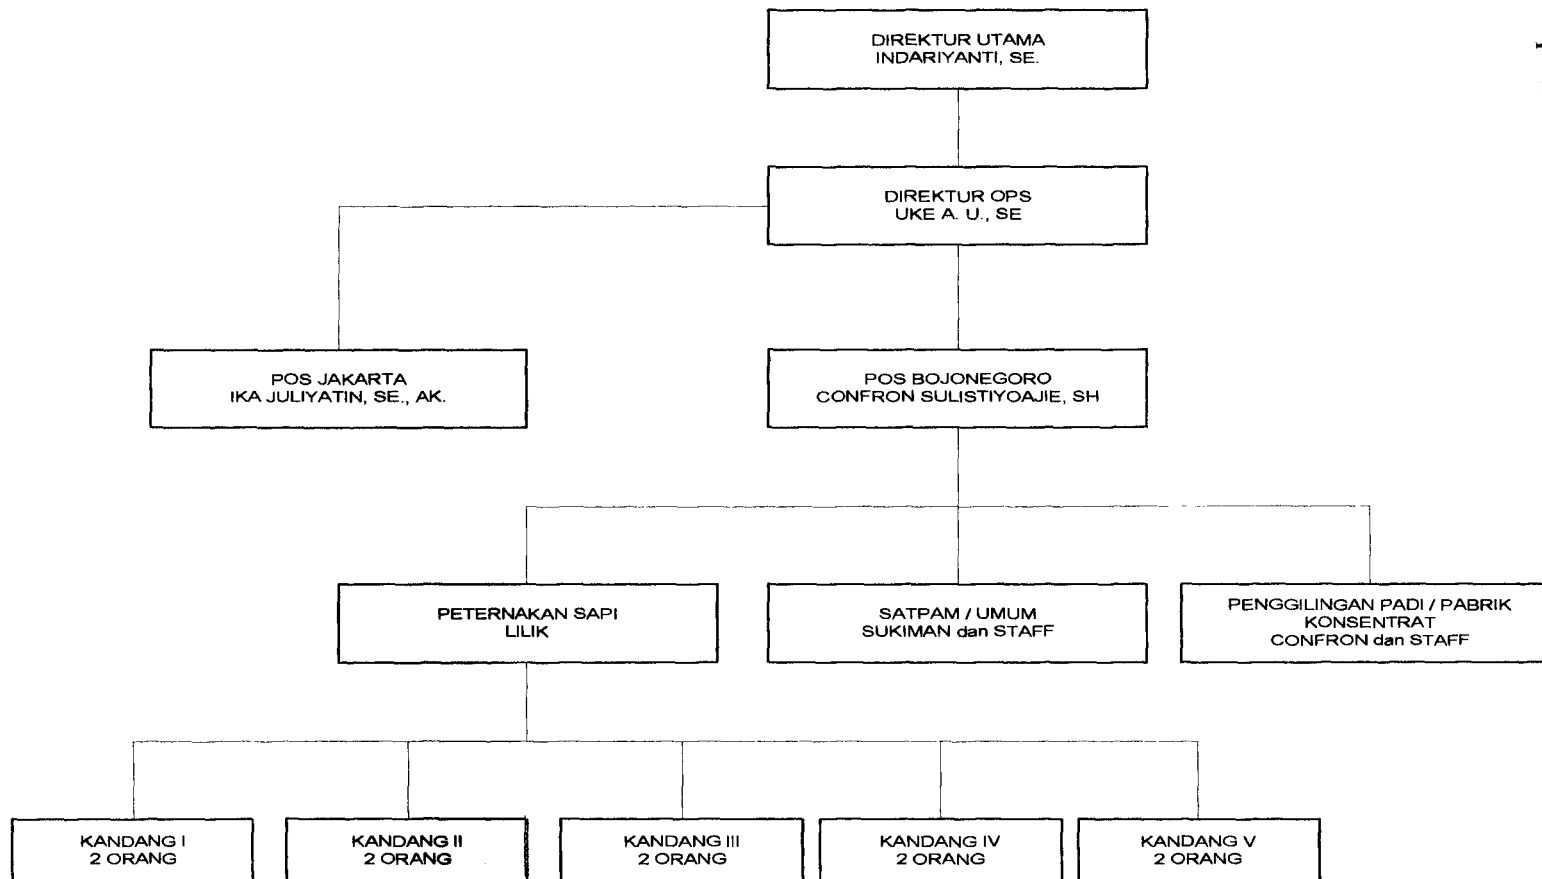 DIREKTUR UTAMA
INDARIYANTI, SE.
DIREKTUR OPS
UKE A. U., SE
POS JAKARTA
IKA JULIYATIN, SE., AK.
POS BOJONEGORO
CONFRON SULISTIYOAJIE, SH
PETERNAKAN SAPI
LILIK
SATPAM / UMUM
SUKIMAN dan STAFF
PENGGILINGAN PADI / PABRIK
KONSENTRAT
CONFRON dan STAFF
KANDANG I
2 ORANG
KANDANG II
2 ORANG
KANDANG III
2 ORANG
KANDANG IV
2 ORANG
KANDANG V
2 ORANG